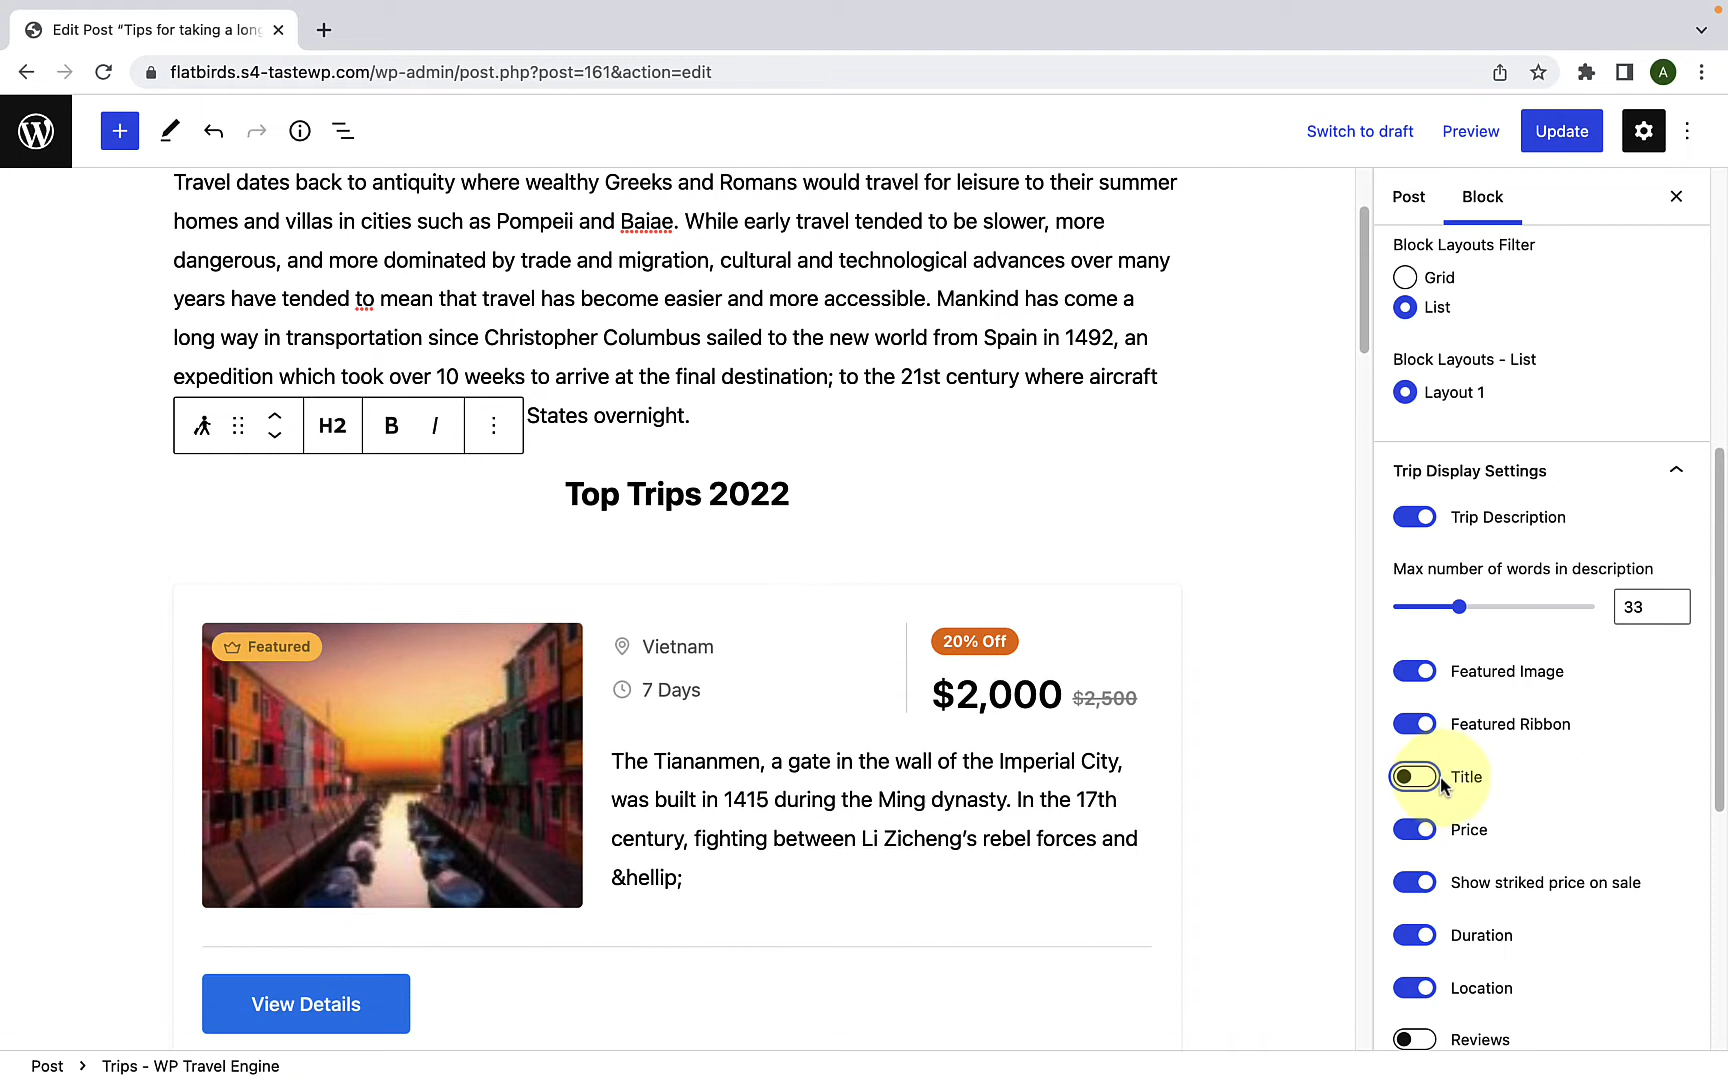 Edit Post “Tips for taking a long
flatbirds.s4-tastewp.com/wp-admin/post.php?post=161&action=edit
A
Switch to draft
Preview
Update
Travel dates back to antiquity where wealthy Greeks and Romans would travel for leisure to their summer
homes and villas in cities such as Pompeii and Baiae. While early travel tended to be slower, more
dangerous, and more dominated by trade and migration, cultural and technological advances over many
years have tended to mean that travel has become easier and more accessible. Mankind has come a
long way in transportation since Christopher Columbus sailed to the new world from Spain in 1492, an
expedition which took over 10 weeks to arrive at the final destination; to the 21st century where aircraft
States overnight.
H2
B
I
Top Trips 2022
Featured
Vietnam
7 Days
20% Off
$2,000 $2,500
The Tiananmen, a gate in the wall of the Imperial City,
was built in 1415 during the Ming dynasty. In the 17th
century, fighting between Li Zicheng’s rebel forces and
&hellip;
View Details
Post
Block
Block Layouts Filter
Grid
List
Block Layouts - List
Layout 1
Trip Display Settings
Trip Description
Max number of words in description
33
Featured Image
Featured Ribbon
Title
Price
Show striked price on sale
Duration
Location
Reviews
Post
Trips - WP Travel Engine